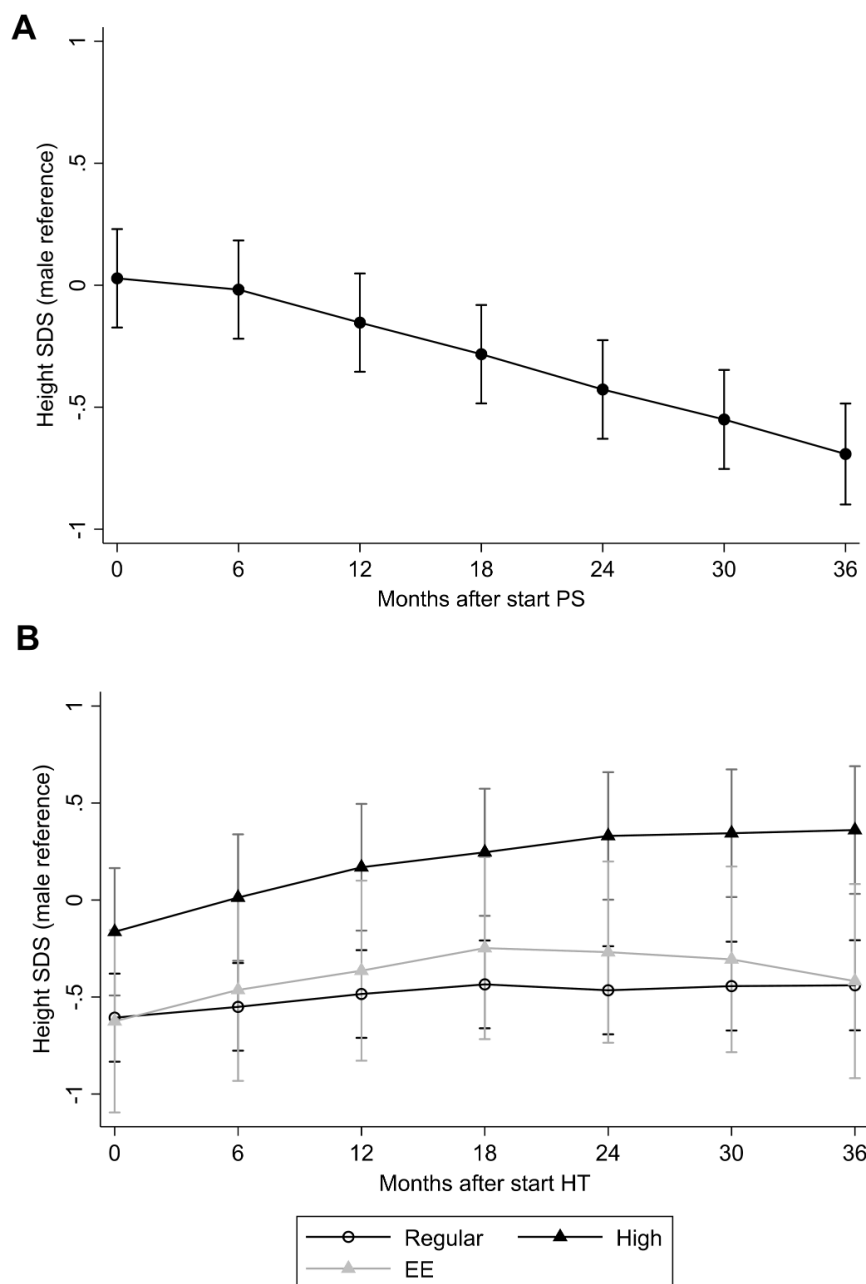 A
Height SDS (male reference)
1
.5
0
-.5
-1
0 6 12 18 24 30 36
Months after start PS
B
Height SDS (male reference)
1
.5
0
-.5
-1
0 6 12 18 24 30 36
Months after start HT
Regular High
EE